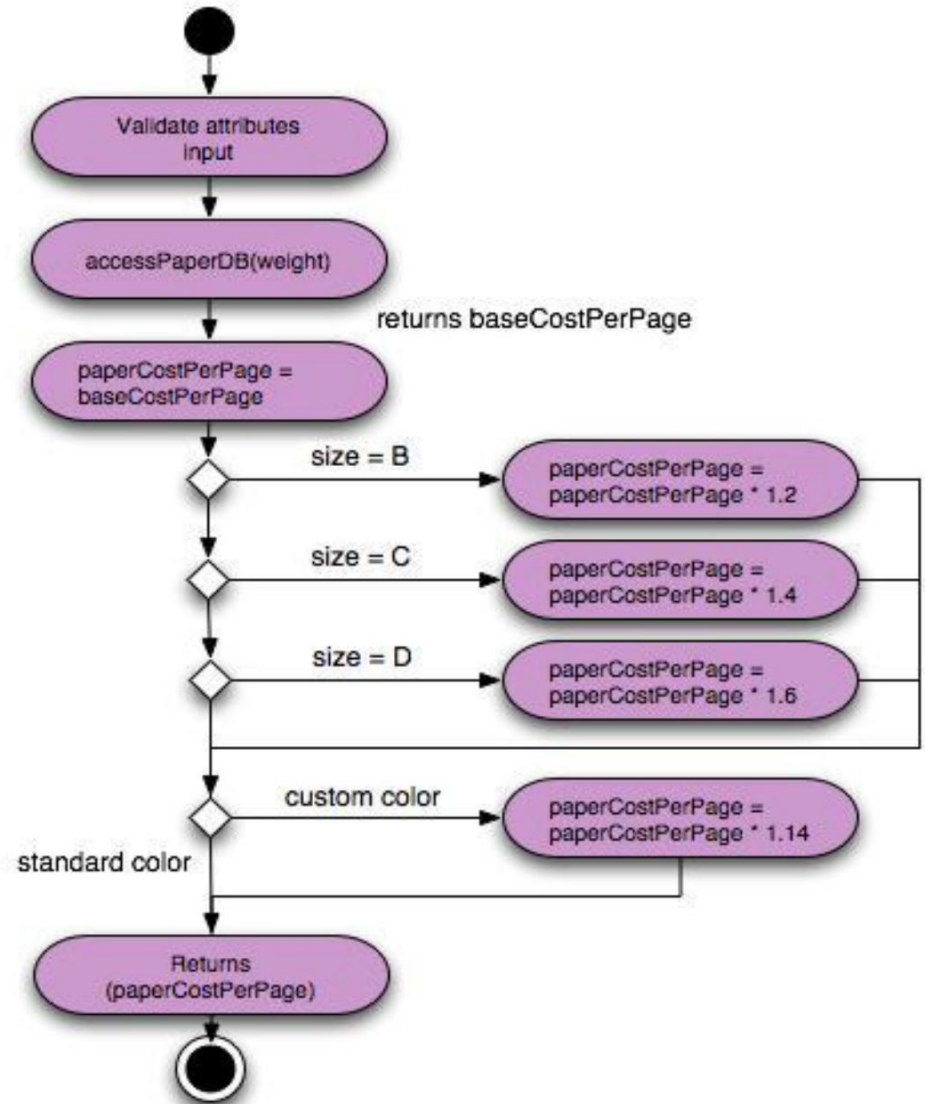 Validate attributes
input
accessPaperDB(weight)
returns baseCostPerPage
paperCostPerPage =
baseCostPerPage
size = B
paperCostPerPage =
paperCostPerPage * 1.2
size = C
paperCostPerPage =
paperCostPerPage * 1.4
size = D
paperCostPerPage =
paperCostPerPage * 1.6
custom color
paperCostPerPage =
paperCostPerPage * 1.14
standard color
Returns
(paperCostPerPage)